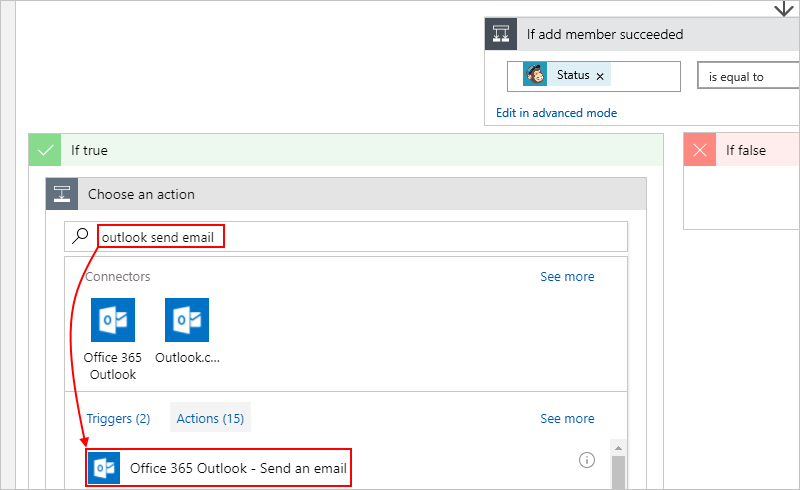 If add member succeeded
Status x
is equal to
Edit in advanced mode
If true
If false
Choose an action
outlook send email
Connectors
See more
Office 365 Outlook
Outlook.c...
Triggers (2)
Actions (15)
See more
Office 365 Outlook - Send an email